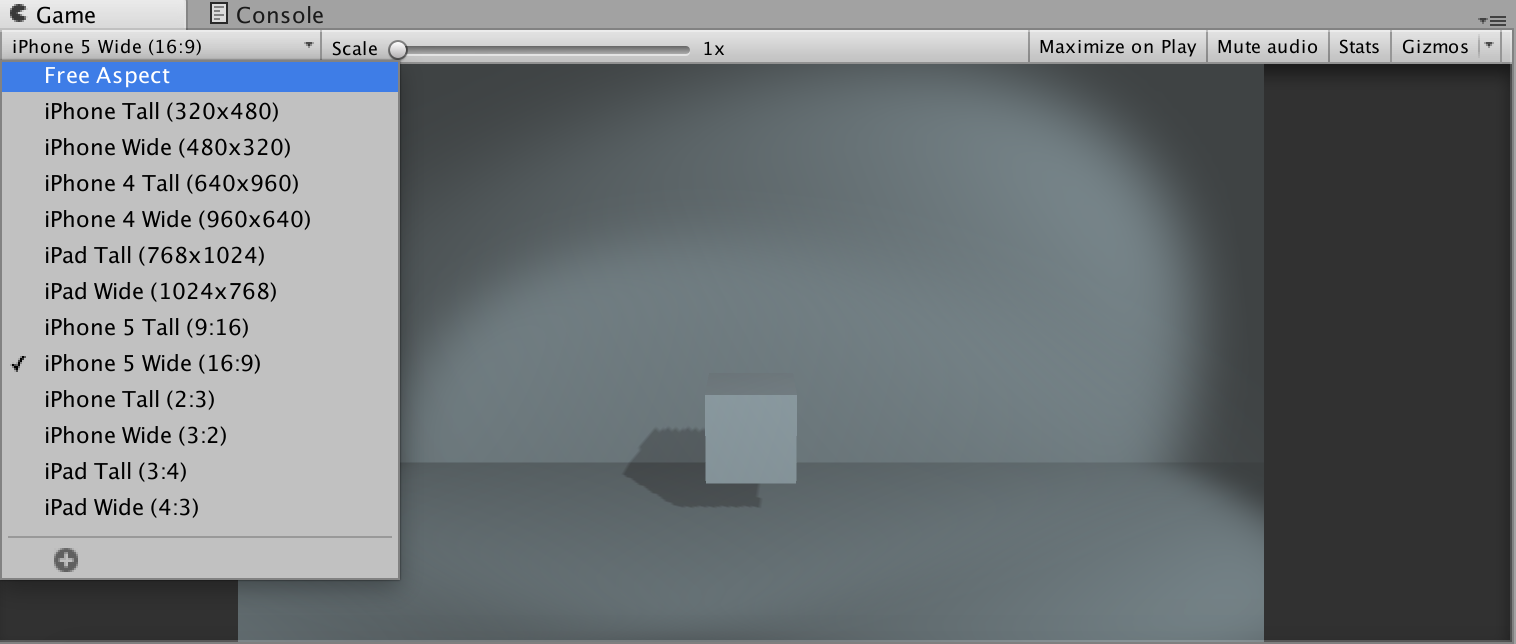 Game Console
iPhone 5 Wide (16:9) Scale 1x Maximize on Play Mute audio Stats Gizmos
Free Aspect
iPhone Tall (320x480)
iPhone Wide (480x320)
iPhone 4 Tall (640x960)
iPhone 4 Wide (960x640)
iPad Tall (768x1024)
iPad Wide (1024x768)
iPhone 5 Tall (9:16)
iPhone 5 Wide (16:9)
iPhone Tall (2:3)
iPhone Wide (3:2)
iPad Tall (3:4)
iPad Wide (4:3)